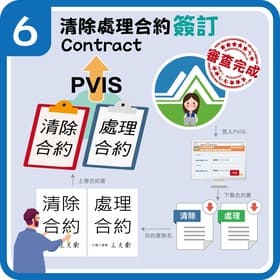 6
清除處理合約簽訂
Contract
審查完成
PVIS
清除
合約
處理
合約
登入PVIS
上傳合約書
下載合約書
清除
合約
處理
合約
合約書簽名
清除
處理